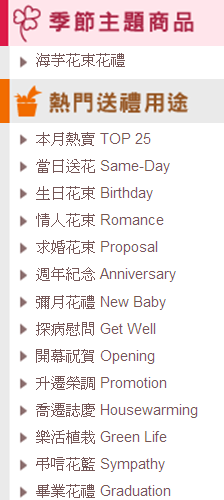 季節主題商品
海芋花束花禮
熱門送禮用途
本月熱賣 TOP 25
當日送花 Same-Day
生日花束 Birthday
情人花束 Romance
求婚花束 Proposal
週年紀念 Anniversary
彌月花禮 New Baby
探病慰問 Get Well
開幕祝賀 Opening
升遷榮調 Promotion
喬遷誌慶 Housewarming
樂活植栽 Green Life
弔唁花籃 Sympathy
畢業花禮 Graduation